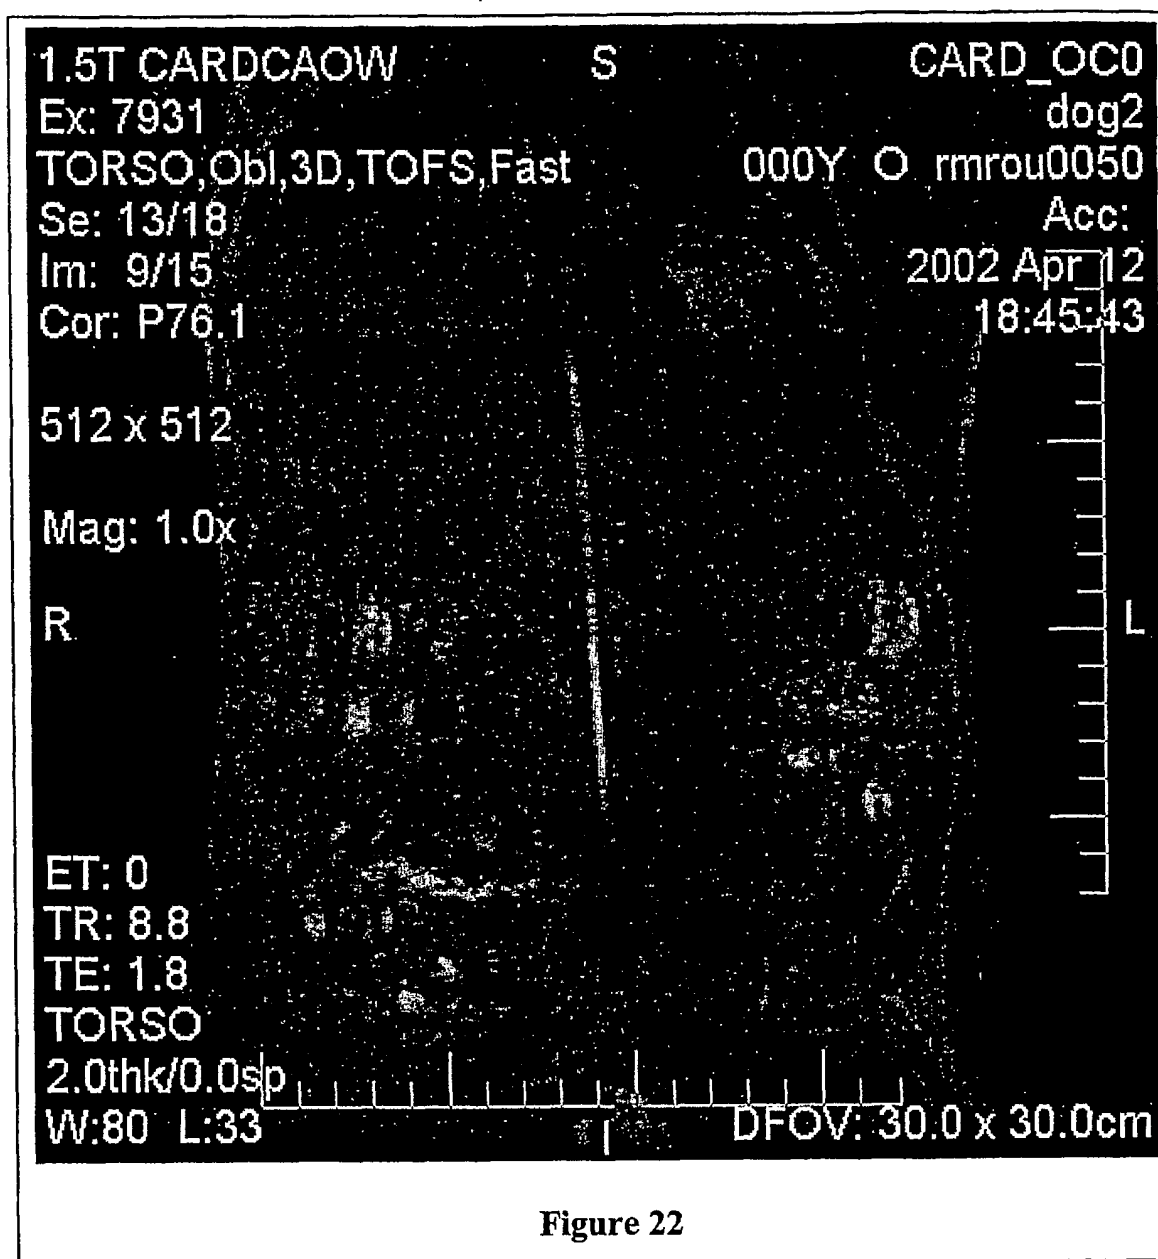 1.5T CARDCAOW
S
CARD_OC0
Ex: 7931
dog2
TORSO,Obl,3D,TOFS,Fast
000Y O rmrou0050
Se: 13/18
Acc:
Im: 9/15
2002 Apr 12
Cor: P76.1
18:45:43
512 x 512
Mag: 1.0x
R
L
ET: 0
TR: 8.8
TE: 1.8
TORSO
2.0thk/0.0sp
W:80 L:33
I
DFOV: 30.0 x 30.0cm
Figure 22